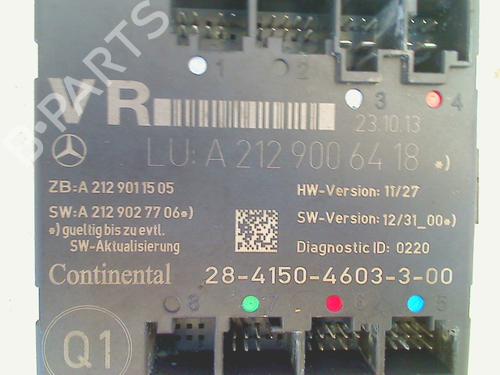 1 2 3 4
VR
23.10.13
LU: A 212 900 64 18 *)
ZB:A 212 901 15 05
HW-Version: 11/27
SW:A 212 902 77 06*)
SW-Version: 12/31_00*)
*) gueltig bis zu evtl.
SW-Aktualisierung
Diagnostic ID: 0220
Continental 28-4150-4603-3-00
8 7 6 5
Q1
B-PARTS